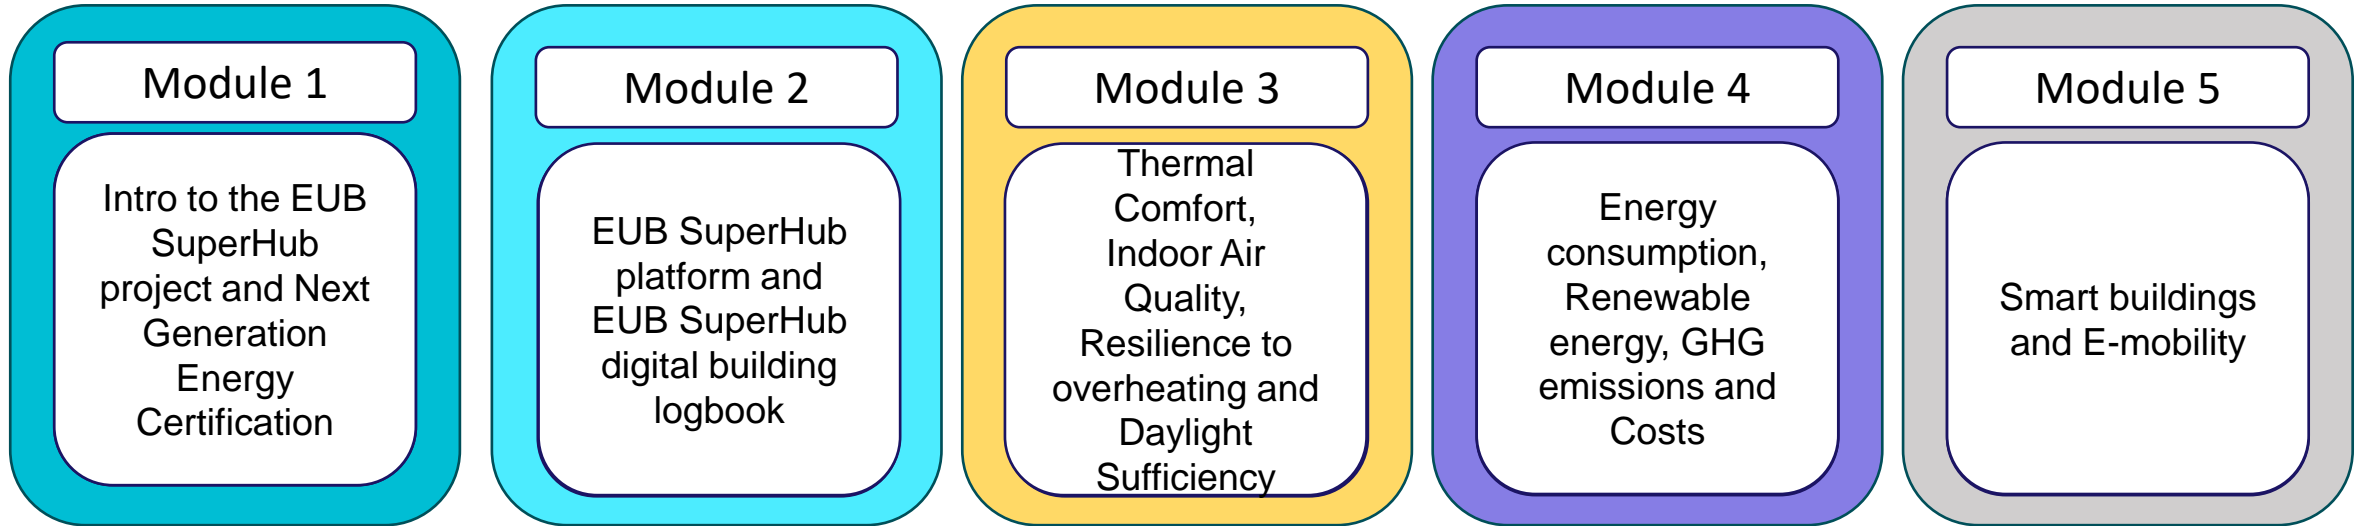 Module 1
Intro to the EUB
SuperHub
project and Next
Generation
Energy
Certification
Module 2
EUB SuperHub
platform and
EUB SuperHub
digital building
logbook
Module 3
Thermal
Comfort,
Indoor Air
Quality,
Resilience to
overheating and
Daylight
Sufficiency
Module 4
Energy
consumption,
Renewable
energy, GHG
emissions and
Costs
Module 5
Smart buildings
and E-mobility